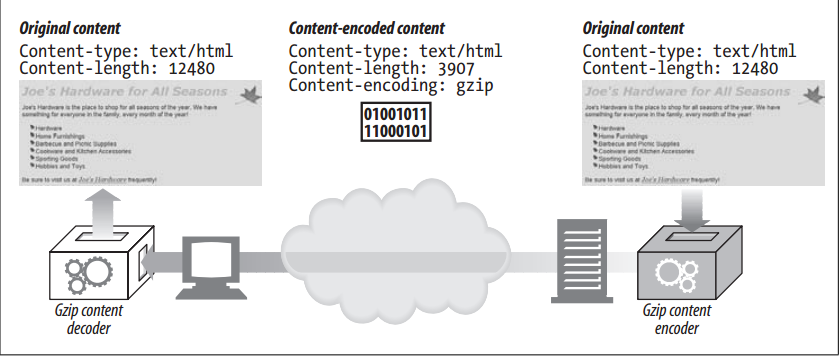 Original content
Content-type: text/html
Content-length: 12480
Joe's Hardware for All Seasons
Joe's Hardware is the place to shop for all seasons of the year. We have
something for everyone in the family, every month of the year!
Hardware
Home Furnishings
Barbecue and Picnic Supplies
Cookware and Kitchen Accessories
Sporting Goods
Hobbies and Toys
Be sure to visit us at Joe's Hardware frequently!
Content-encoded content
Content-type: text/html
Content-length: 3907
Content-encoding: gzip
01001011
11000101
Original content
Content-type: text/html
Content-length: 12480
Joe's Hardware for All Seasons
Joe's Hardware is the place to shop for all seasons of the year. We have
something for everyone in the family, every month of the year!
Hardware
Home Furnishings
Barbecue and Picnic Supplies
Cookware and Kitchen Accessories
Sporting Goods
Hobbies and Toys
Be sure to visit us at Joe's Hardware frequently!
Gzip content
decoder
Gzip content
encoder